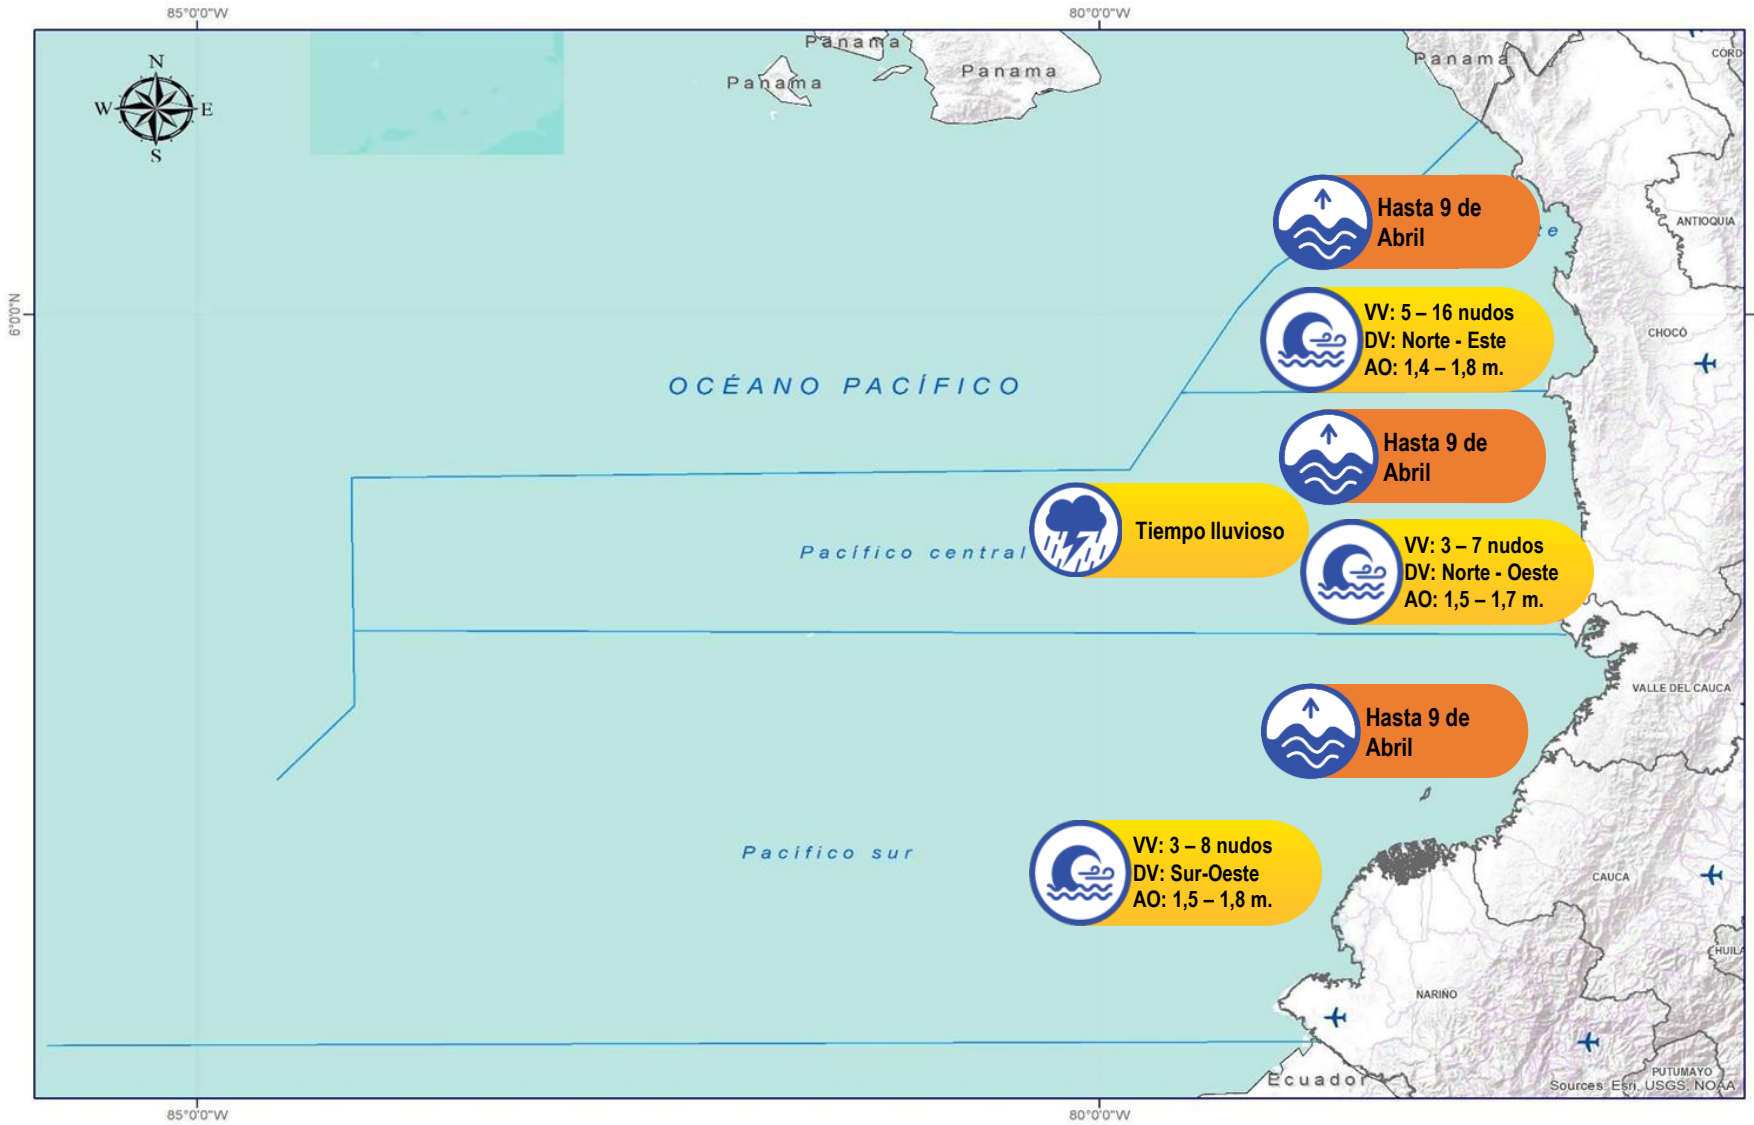 85°0'0"W
80°0'0"W
N
W
E
S
Panama
Panama
Panama
Panama
CÓRD
ANTIOQUIA
Hasta 9 de
Abril
te
6°0'0"N
VV: 5 – 16 nudos
DV: Norte - Este
AO: 1,4 – 1,8 m.
CHOCÓ
OCÉANO PACÍFICO
Hasta 9 de
Abril
Tiempo lluvioso
Pacífico central
VV: 3 – 7 nudos
DV: Norte - Oeste
AO: 1,5 – 1,7 m.
VALLE DEL CAUCA
Hasta 9 de
Abril
Pacífico sur
VV: 3 – 8 nudos
DV: Sur-Oeste
AO: 1,5 – 1,8 m.
CAUCA
HUILA
NARIÑO
PUTUMAYO
Ecuador
Sources: Esri, USGS, NOAA
85°0'0"W
80°0'0"W